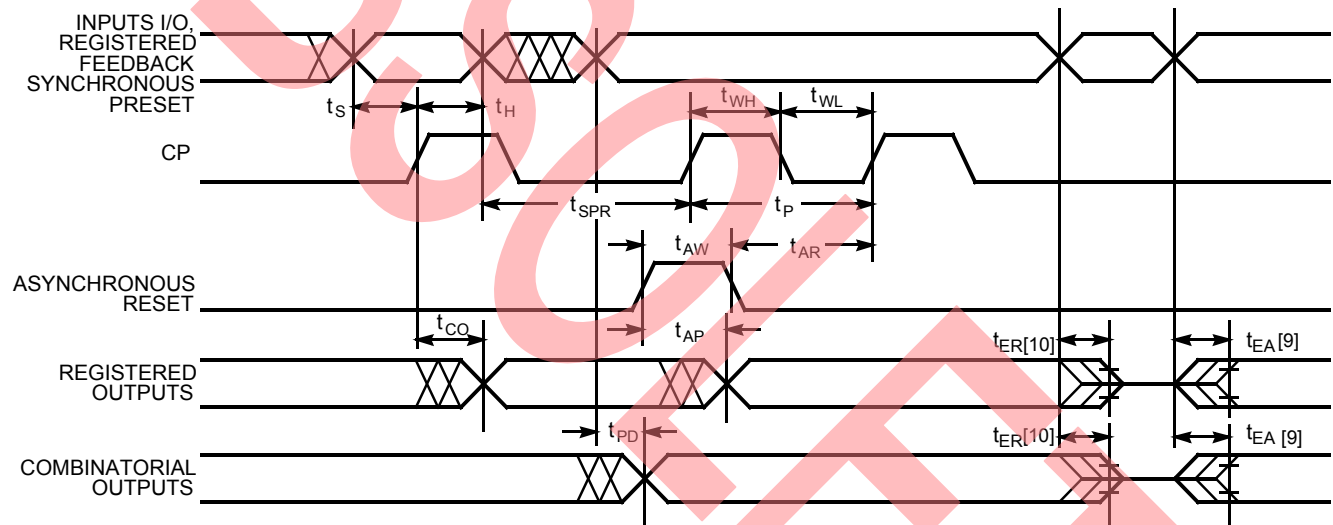 INPUTS I/O,
REGISTERED
FEEDBACK
SYNCHRONOUS
PRESET
tS
tH
tWH
tWL
CP
tSPR
tP
tAW
tAR
ASYNCHRONOUS
RESET
tCO
tAP
tER[10]
tEA[9]
REGISTERED
OUTPUTS
tPD
tER[10]
tEA [9]
COMBINATORIAL
OUTPUTS